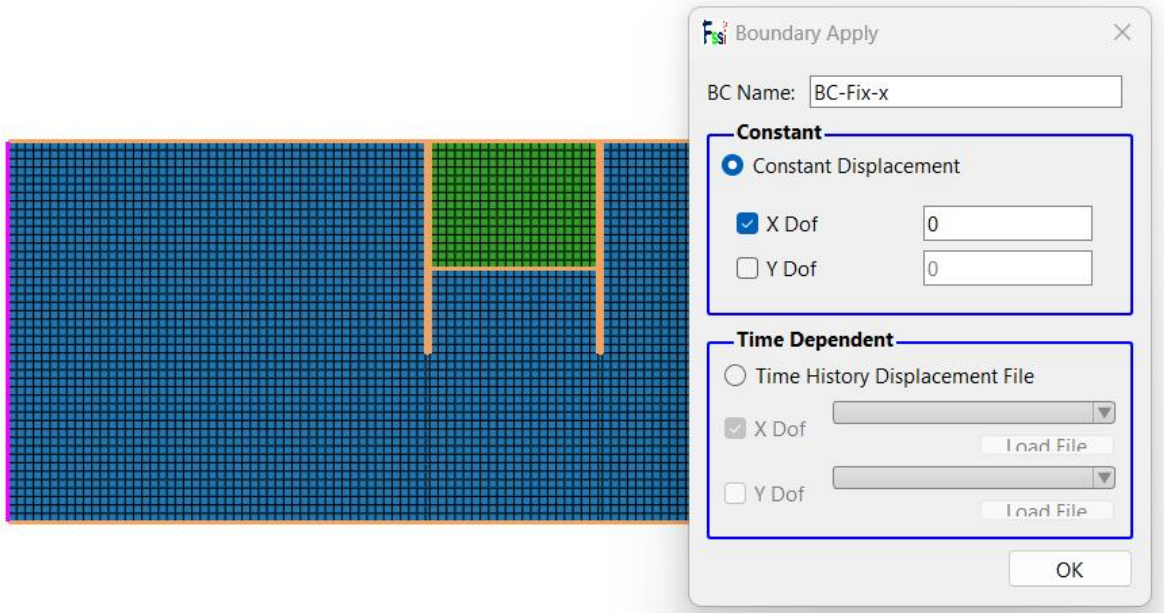 Fssi Boundary Apply
BC Name: BC-Fix-x
Constant
Constant Displacement
X Dof 0
Y Dof 0
Time Dependent
Time History Displacement File
X Dof
Load File
Y Dof
Load File
OK